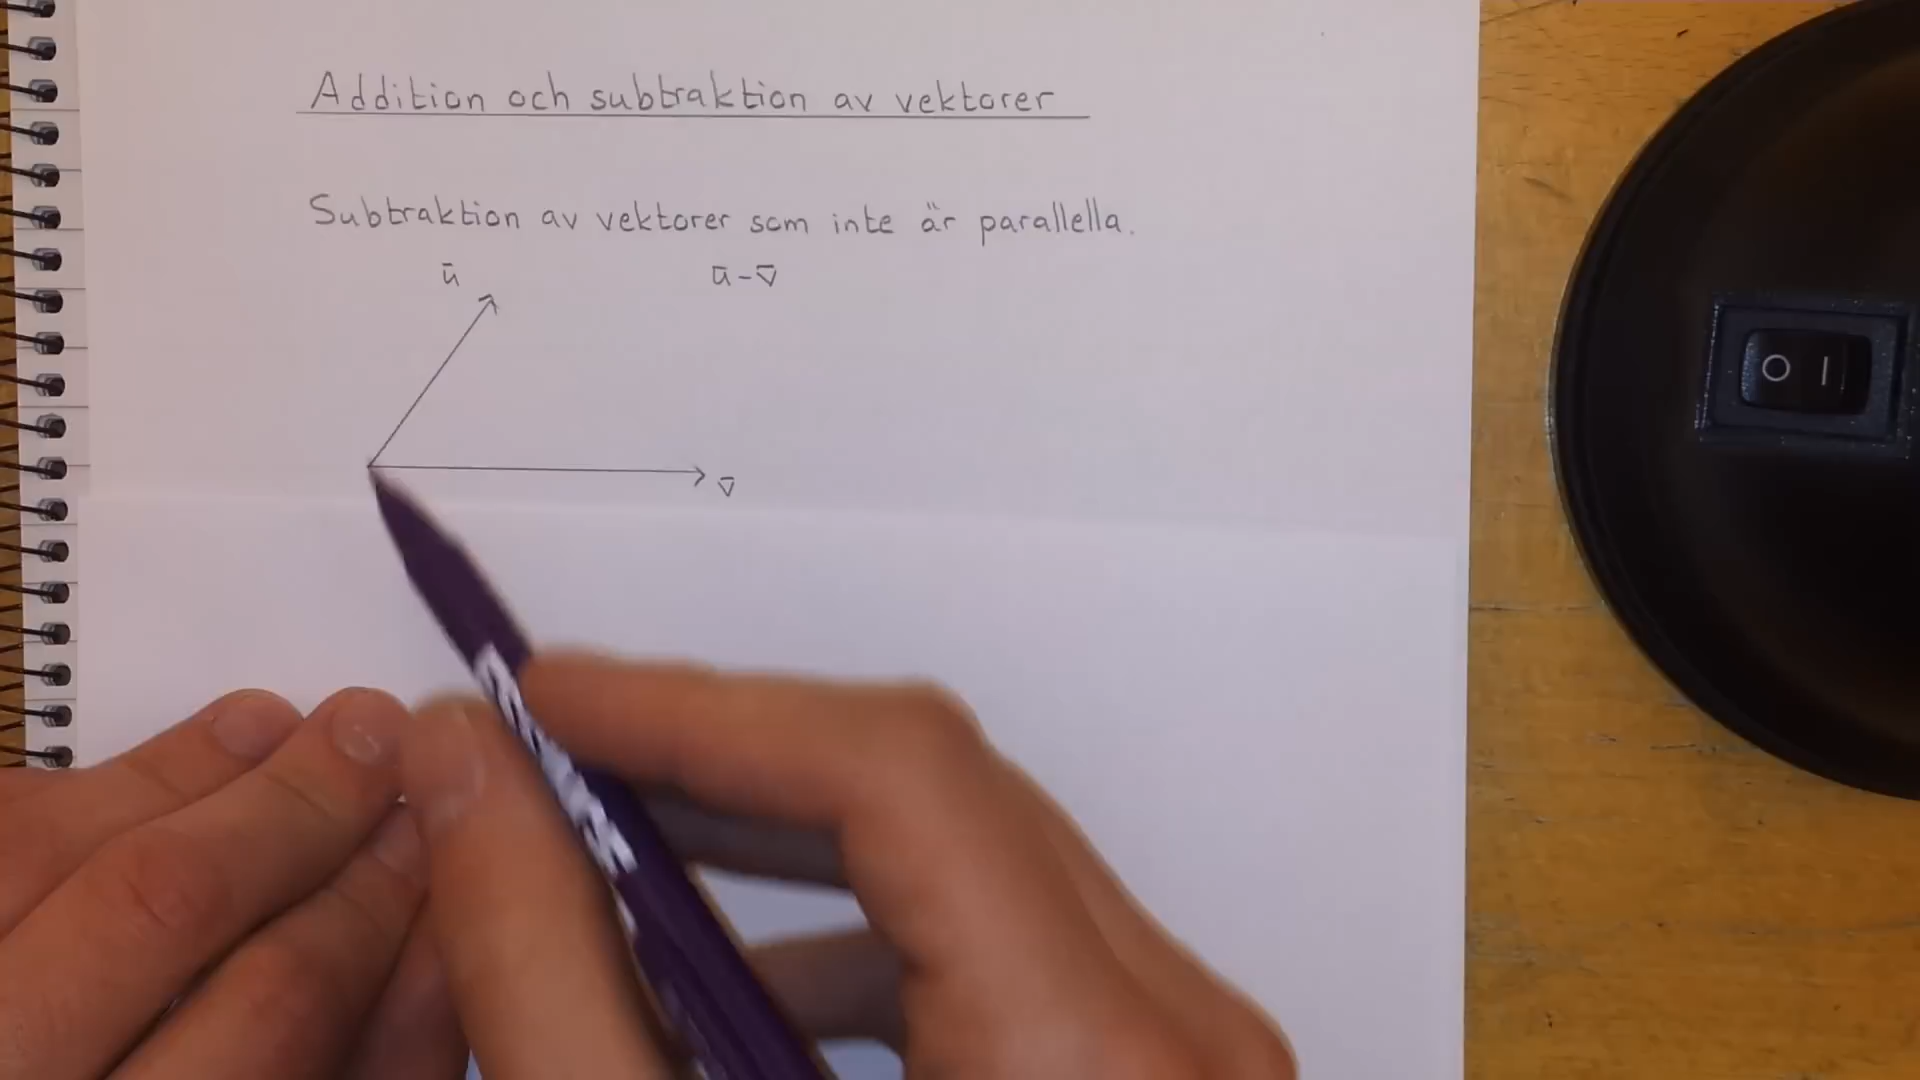 Addition och subtraktion av vektorer
Subtraktion av vektorer som inte är parallella.
ū
ū-v̄
v̄
O I